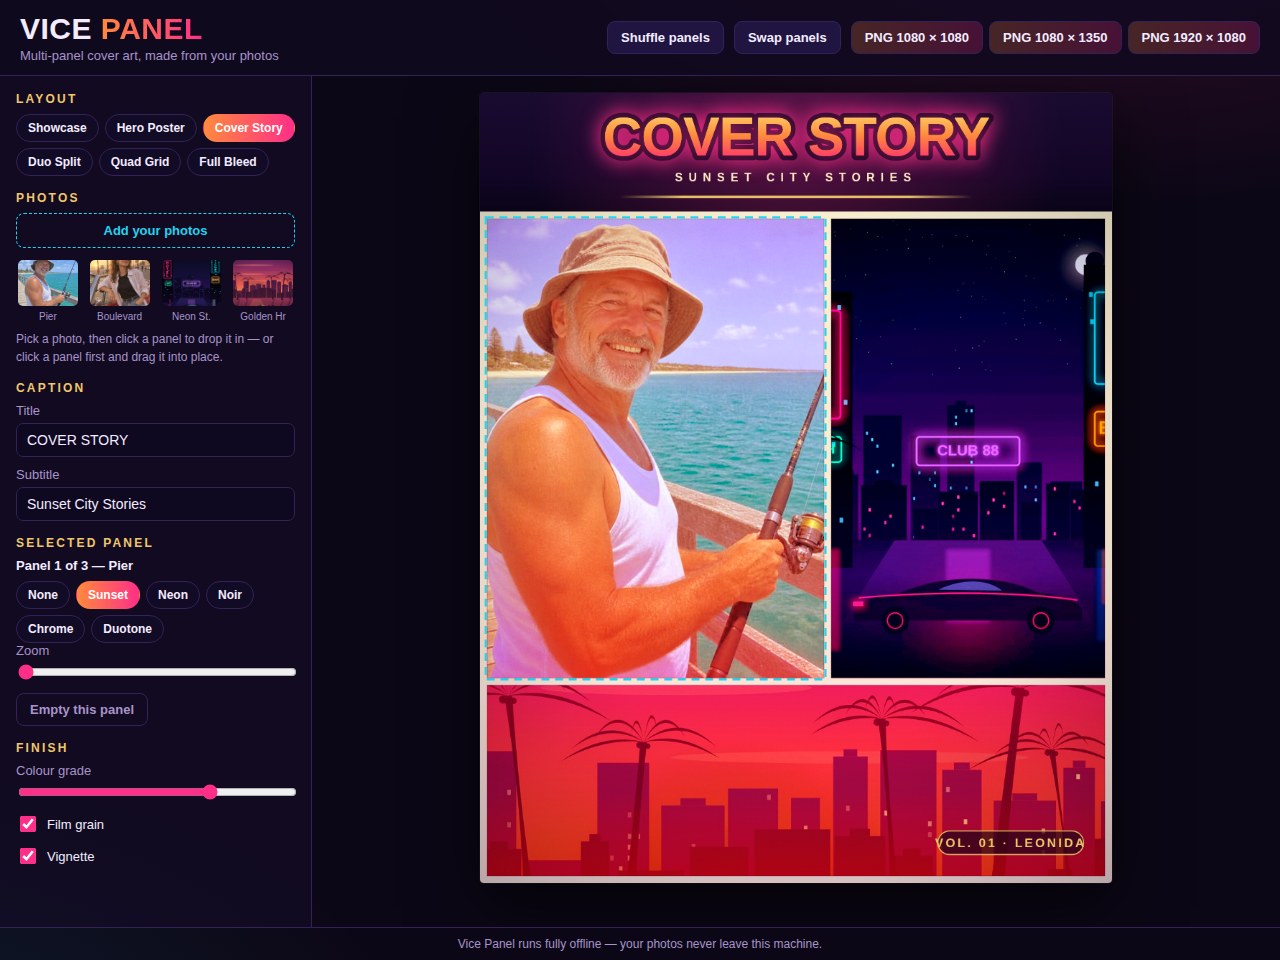 VICE PANEL
Multi-panel cover art, made from your photos
Shuffle panels
Swap panels
PNG 1080 × 1080
PNG 1080 × 1350
PNG 1920 × 1080
LAYOUT
Showcase
Hero Poster
Cover Story
Duo Split
Quad Grid
Full Bleed
PHOTOS
Add your photos
Pier
Boulevard
Neon St.
Golden Hr
Pick a photo, then click a panel to drop it in — or
click a panel first and drag it into place.
CAPTION
Title
COVER STORY
Subtitle
Sunset City Stories
SELECTED PANEL
Panel 1 of 3 — Pier
None
Sunset
Neon
Noir
Chrome
Duotone
Zoom
Empty this panel
FINISH
Colour grade
Film grain
Vignette
COVER STORY
SUNSET CITY STORIES
CLUB 88
VOL. 01 · LEONIDA
Vice Panel runs fully offline — your photos never leave this machine.